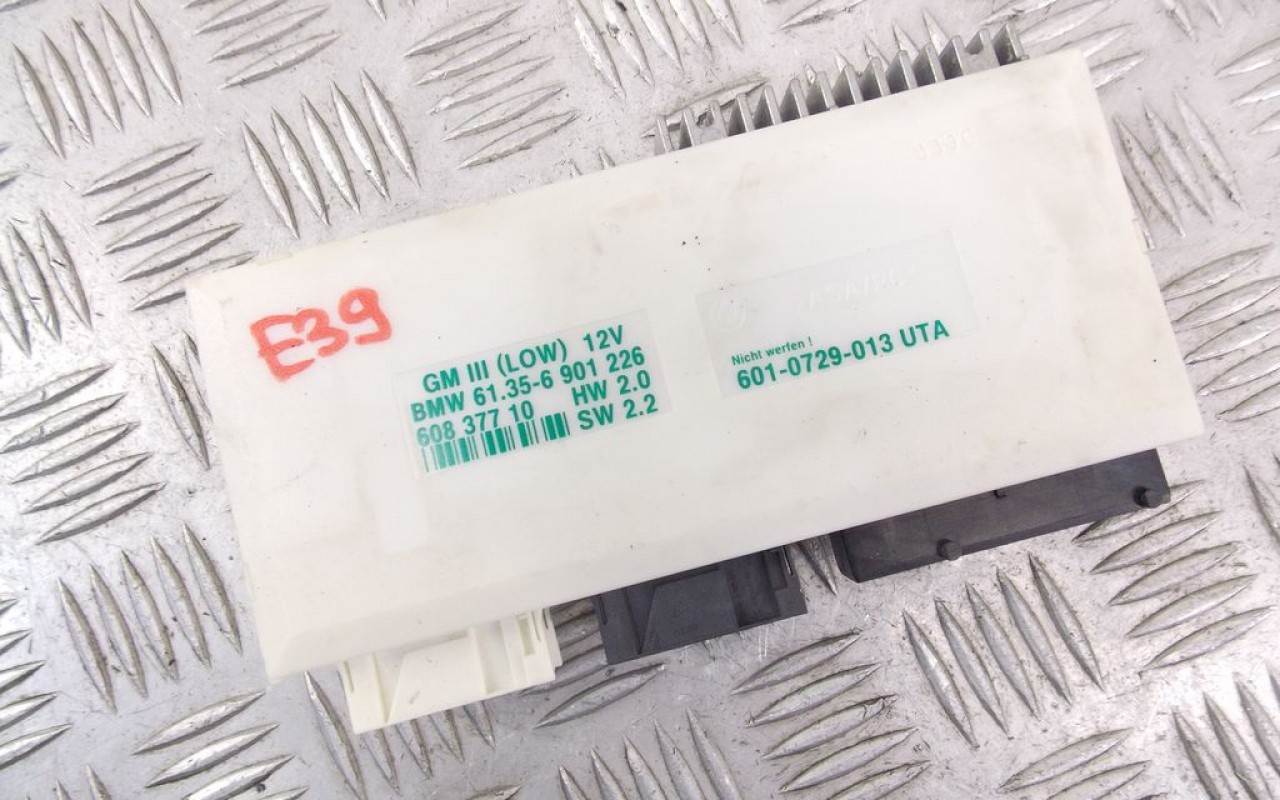 E39
GM III (LOW) 12V
BMW 61.35-6 901 226
608 377 10 HW 2.0
SW 2.2
Nicht werfen !
601-0729-013 UTA